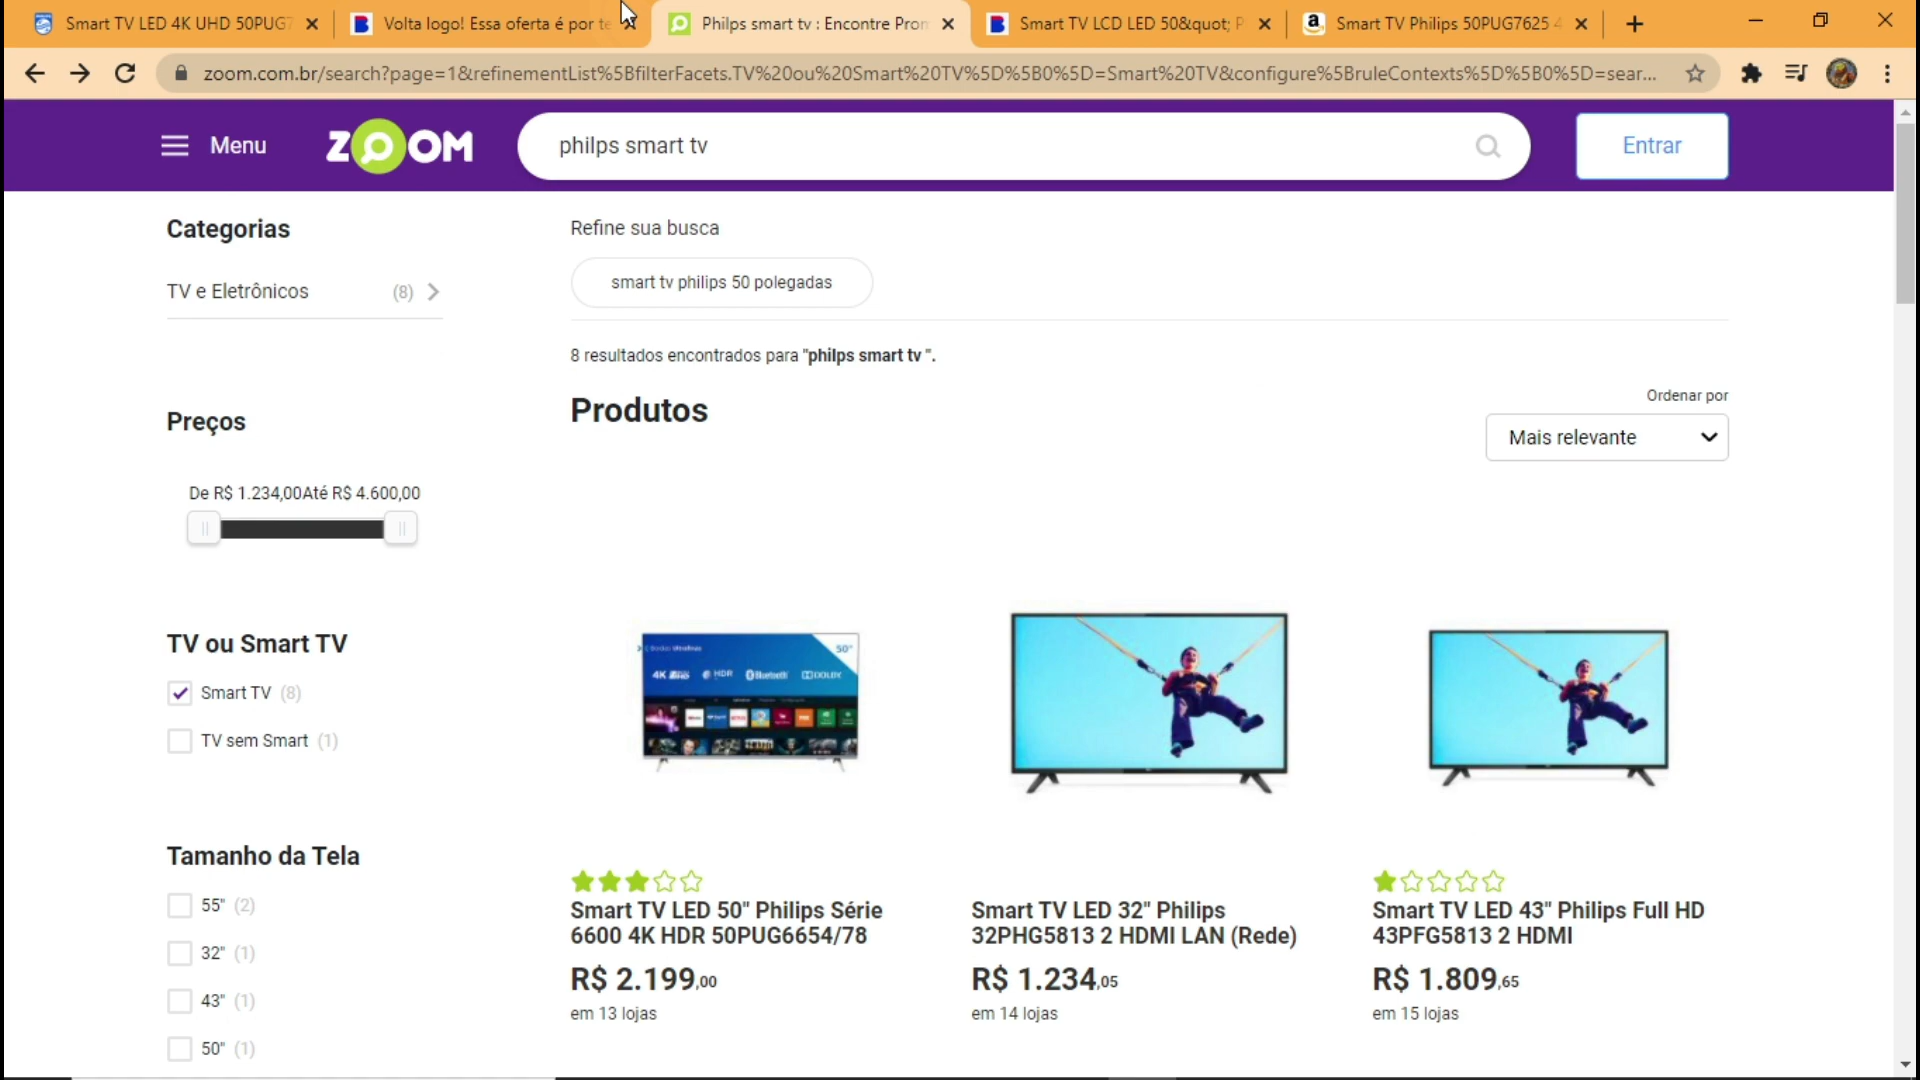 Smart TV LED 4K UHD 50PUG7
Volta logo! Essa oferta é por te
Philps smart tv : Encontre Pron
Smart TV LCD LED 50&quot; P
Smart TV Philips 50PUG7625 4
zoom.com.br/search?page=1&refinementList%5BfilterFacets.TV%20ou%20Smart%20TV%5D%5B0%5D=Smart%20TV&configure%5BruleContexts%5D%5B0%5D=sear...
Menu
ZOOM
philps smart tv
Entrar
Categorias
TV e Eletrônicos (8)
Refine sua busca
smart tv philips 50 polegadas
8 resultados encontrados para "philps smart tv ".
Produtos
Ordenar por
Mais relevante
Preços
De R$ 1.234,00Até R$ 4.600,00
TV ou Smart TV
Smart TV (8)
TV sem Smart (1)
Tamanho da Tela
55" (2)
32" (1)
43" (1)
50" (1)
50"
4K HDR Bluetooth DOLBY
Smart TV LED 50" Philips Série
6600 4K HDR 50PUG6654/78
R$ 2.199,00
em 13 lojas
Smart TV LED 32" Philips
32PHG5813 2 HDMI LAN (Rede)
R$ 1.234,05
em 14 lojas
Smart TV LED 43" Philips Full HD
43PFG5813 2 HDMI
R$ 1.809,65
em 15 lojas